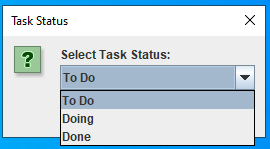 Task Status
?
Select Task Status:
To Do
To Do
Doing
Done